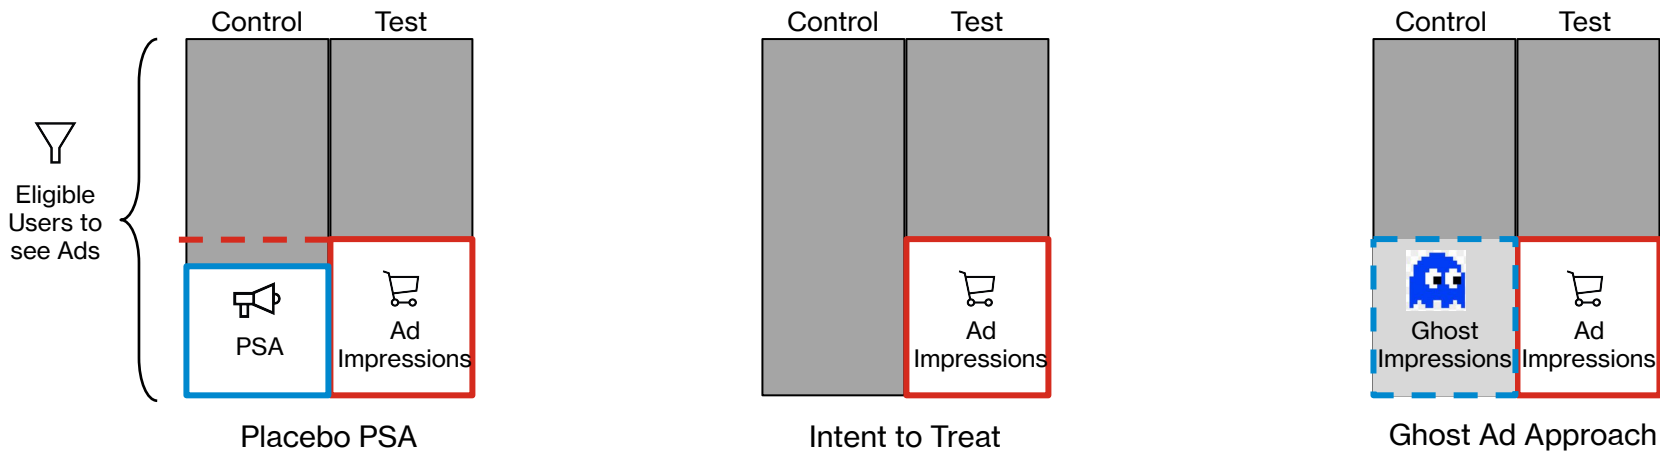 Control Test
Eligible
Users to
see Ads
PSA
Ad
Impressions
Placebo PSA
Control Test
Ad
Impressions
Intent to Treat
Control Test
Ghost
Impressions
Ad
Impressions
Ghost Ad Approach